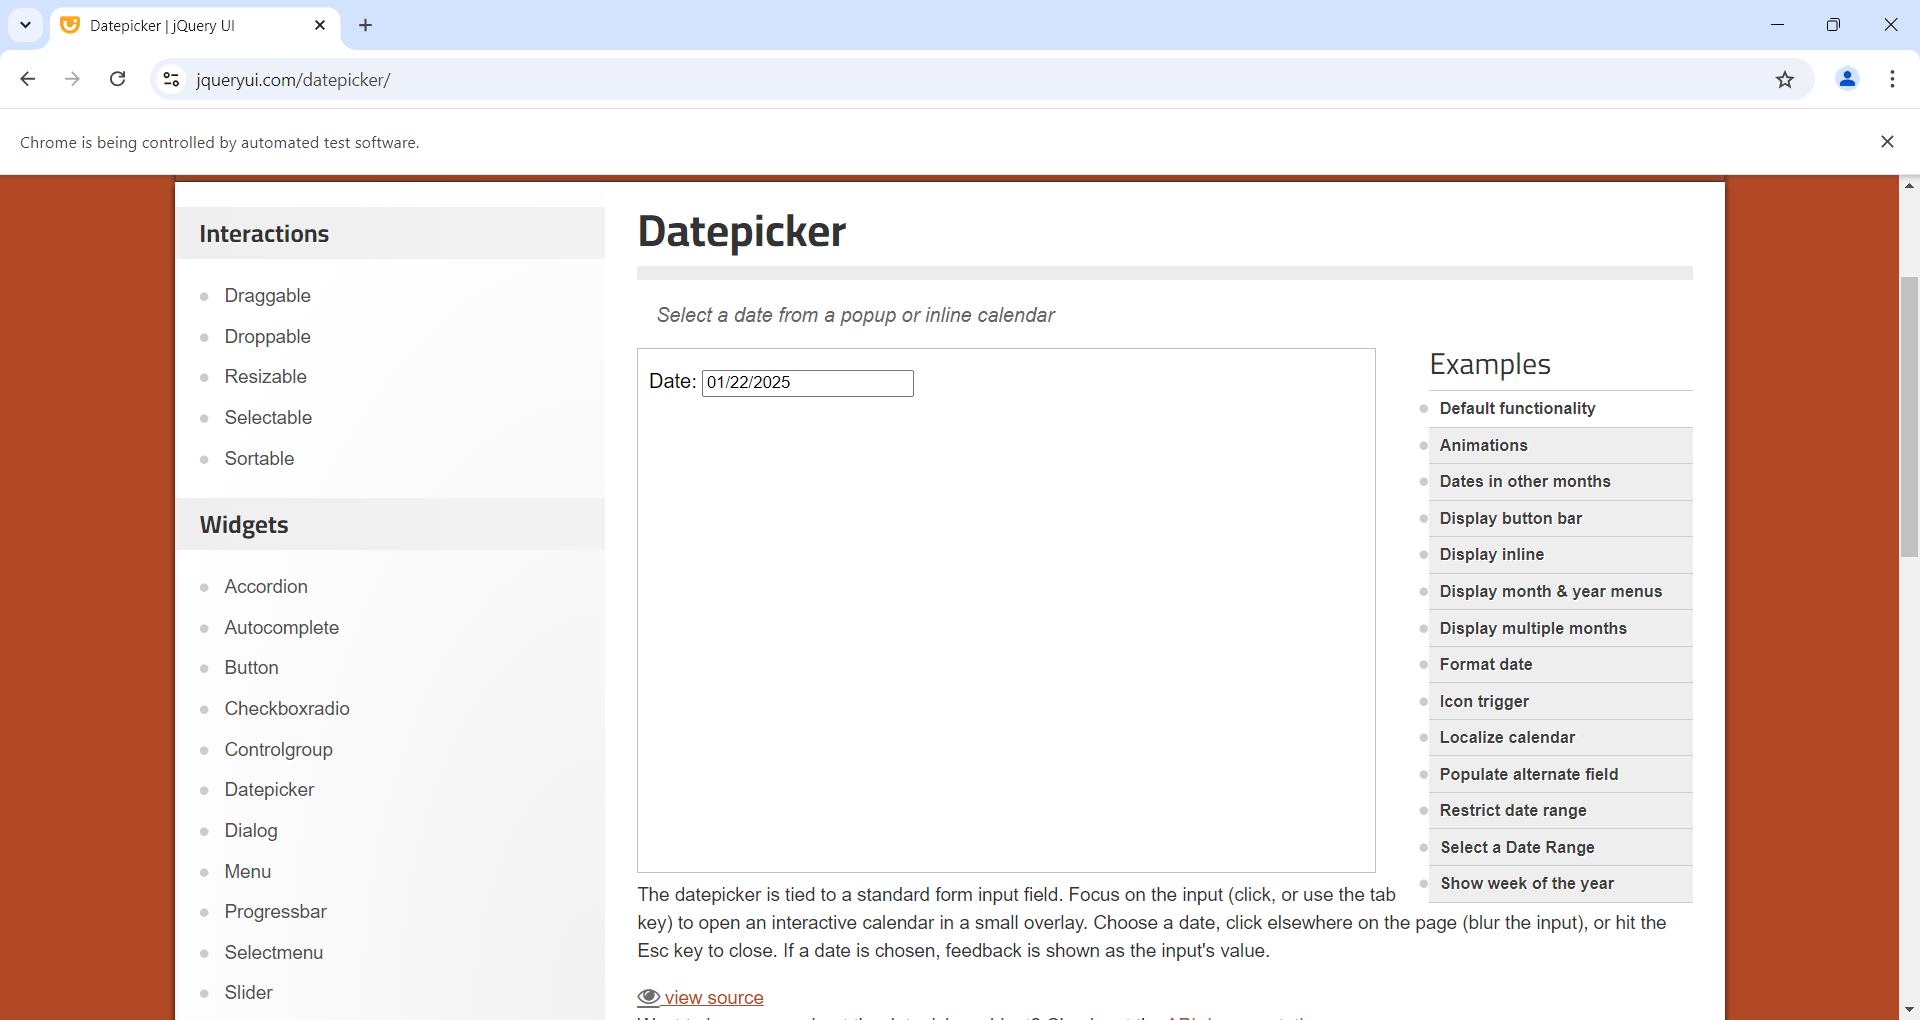 Datepicker | jQuery UI
jqueryui.com/datepicker/
Chrome is being controlled by automated test software.
Interactions
Draggable
Droppable
Resizable
Selectable
Sortable
Widgets
Accordion
Autocomplete
Button
Checkboxradio
Controlgroup
Datepicker
Dialog
Menu
Progressbar
Selectmenu
Slider
Datepicker
Select a date from a popup or inline calendar
Date: 01/22/2025
Examples
Default functionality
Animations
Dates in other months
Display button bar
Display inline
Display month & year menus
Display multiple months
Format date
Icon trigger
Localize calendar
Populate alternate field
Restrict date range
Select a Date Range
Show week of the year
The datepicker is tied to a standard form input field. Focus on the input (click, or use the tab
key) to open an interactive calendar in a small overlay. Choose a date, click elsewhere on the page (blur the input), or hit the
Esc key to close. If a date is chosen, feedback is shown as the input's value.
view source